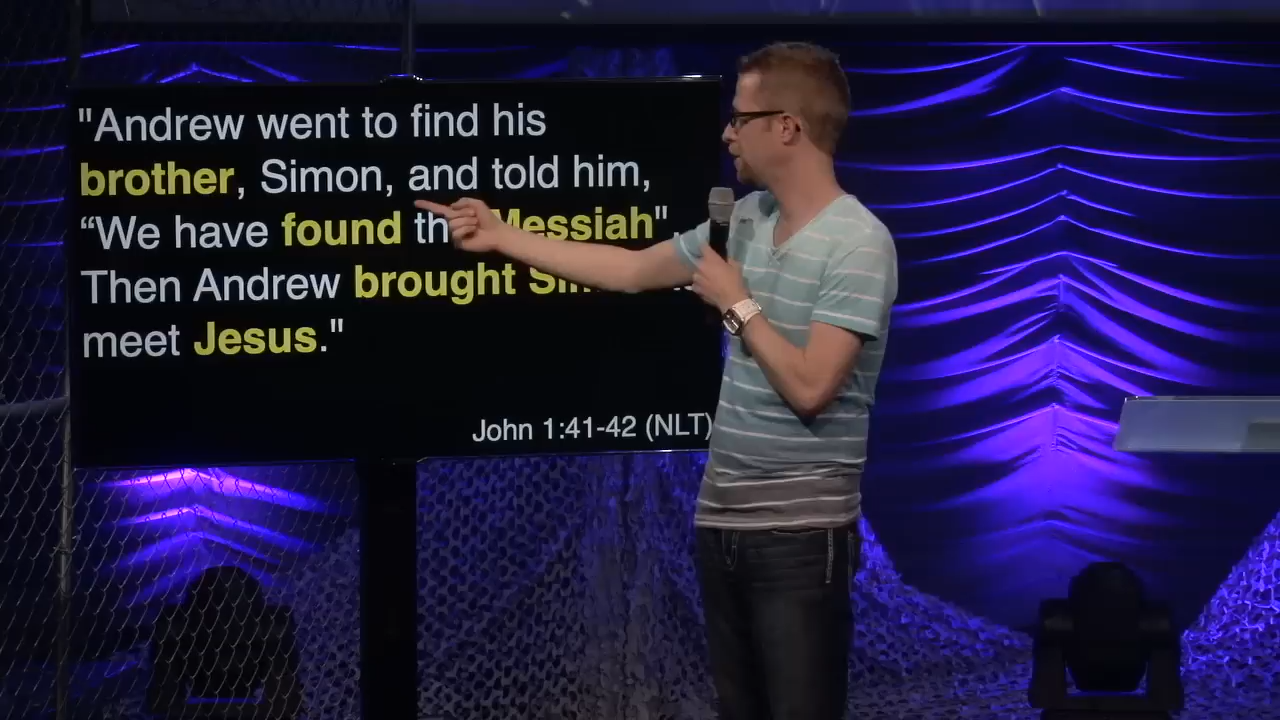 "Andrew went to find his
brother, Simon, and told him,
“We have found Messiah".
Then Andrew brought
meet Jesus."
John 1:41-42 (NLT)